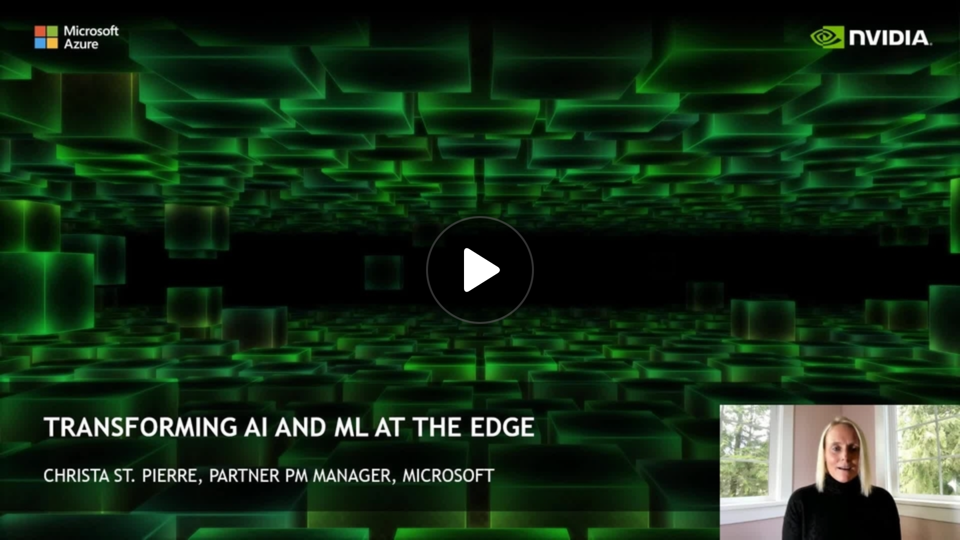 Microsoft
Azure
NVIDIA.
TRANSFORMING AI AND ML AT THE EDGE
CHRISTA ST. PIERRE, PARTNER PM MANAGER, MICROSOFT